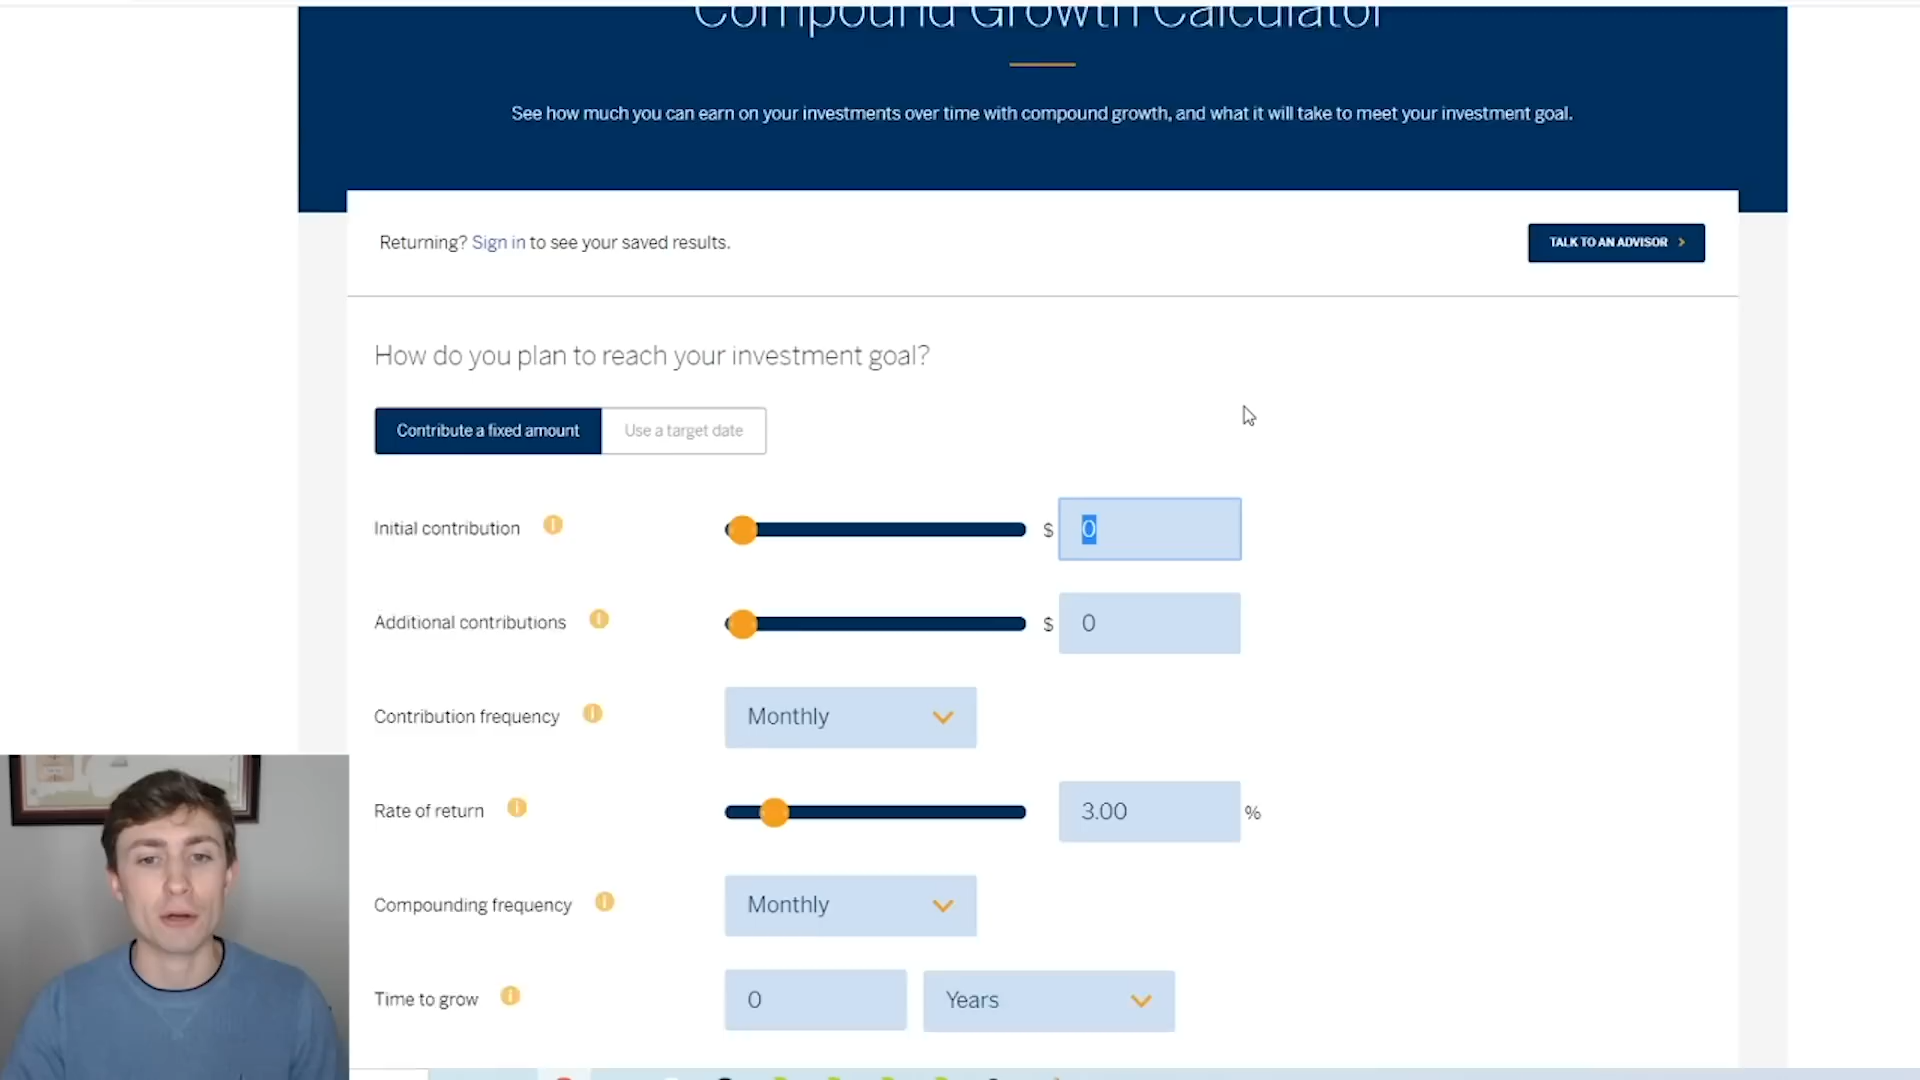 Compound Growth Calculator
See how much you can earn on your investments over time with compound growth, and what it will take to meet your investment goal.
Returning? Sign in to see your saved results.
TALK TO AN ADVISOR >
How do you plan to reach your investment goal?
Contribute a fixed amount
Use a target date
Initial contribution
$ 0
Additional contributions
$ 0
Contribution frequency
Monthly
Rate of return
3.00 %
Compounding frequency
Monthly
Time to grow
0
Years